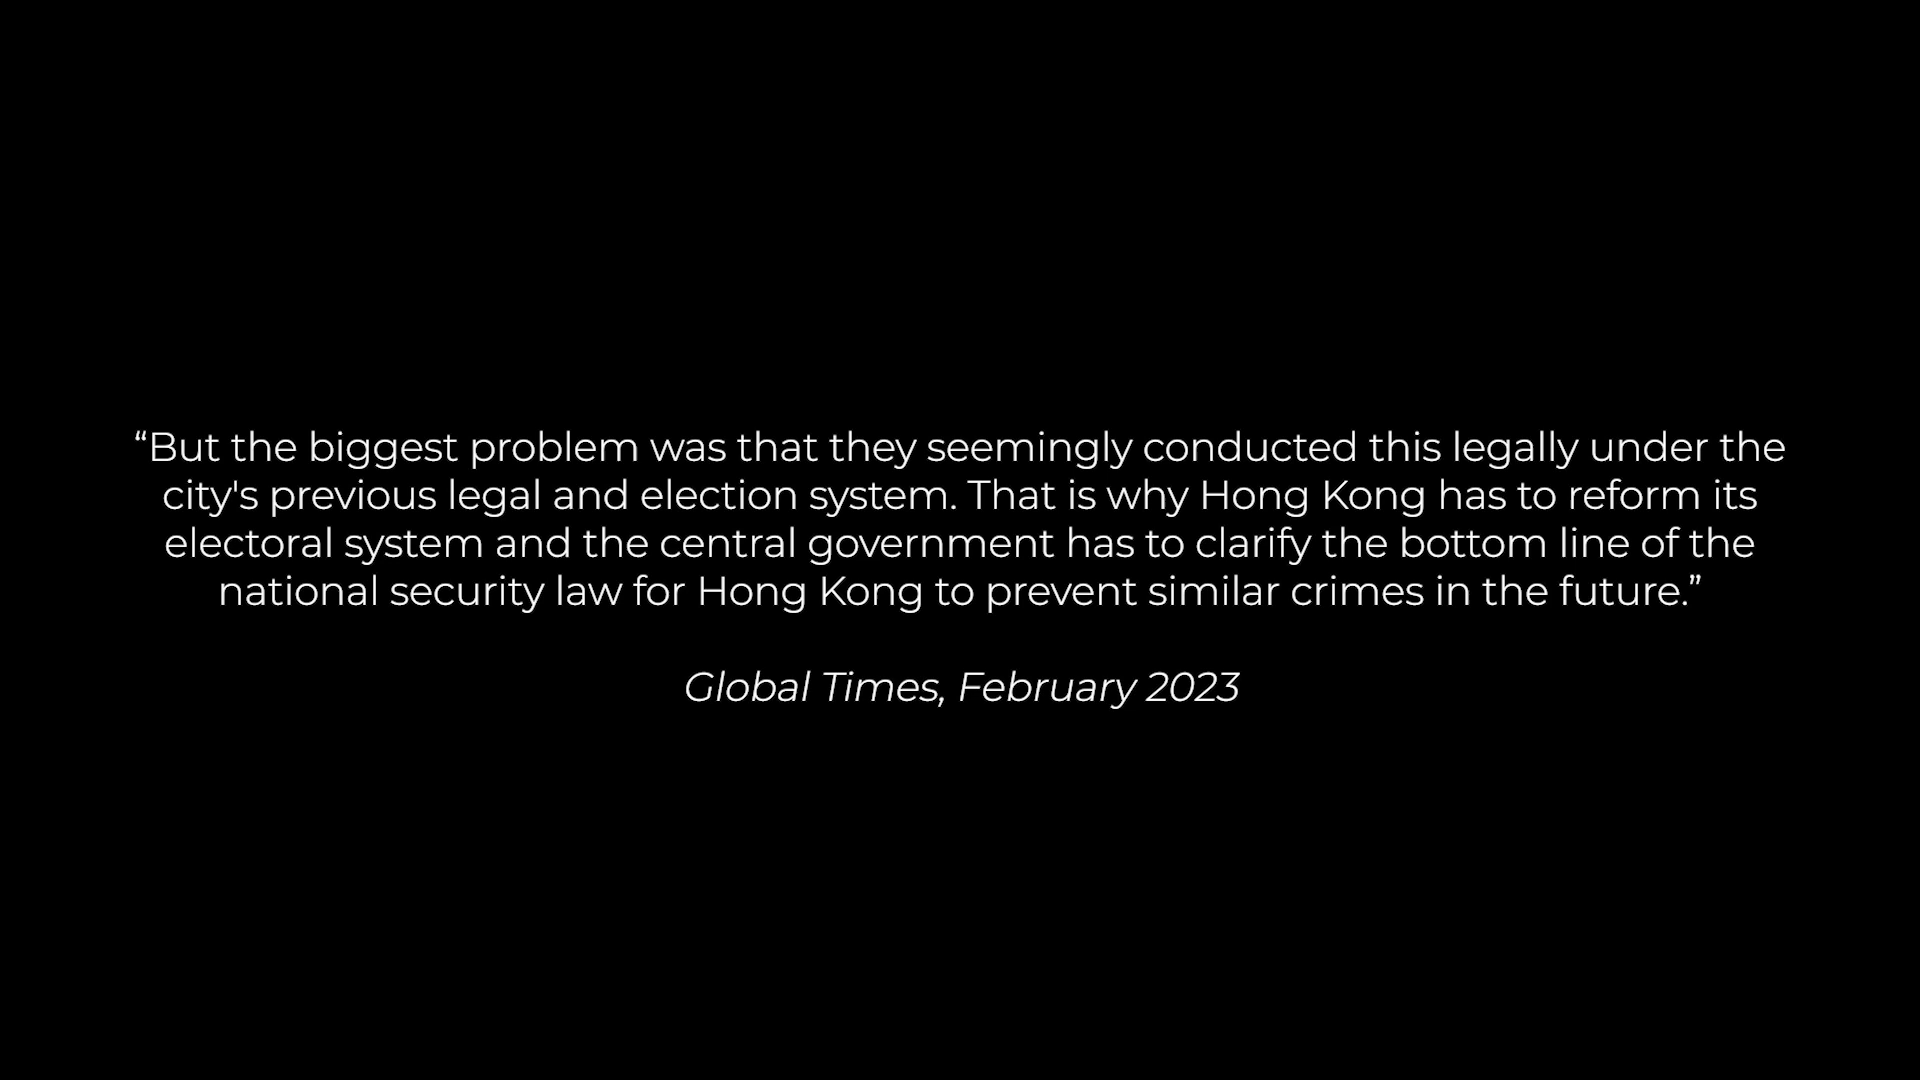 “But the biggest problem was that they seemingly conducted this legally under the
city's previous legal and election system. That is why Hong Kong has to reform its
electoral system and the central government has to clarify the bottom line of the
national security law for Hong Kong to prevent similar crimes in the future.”
Global Times, February 2023